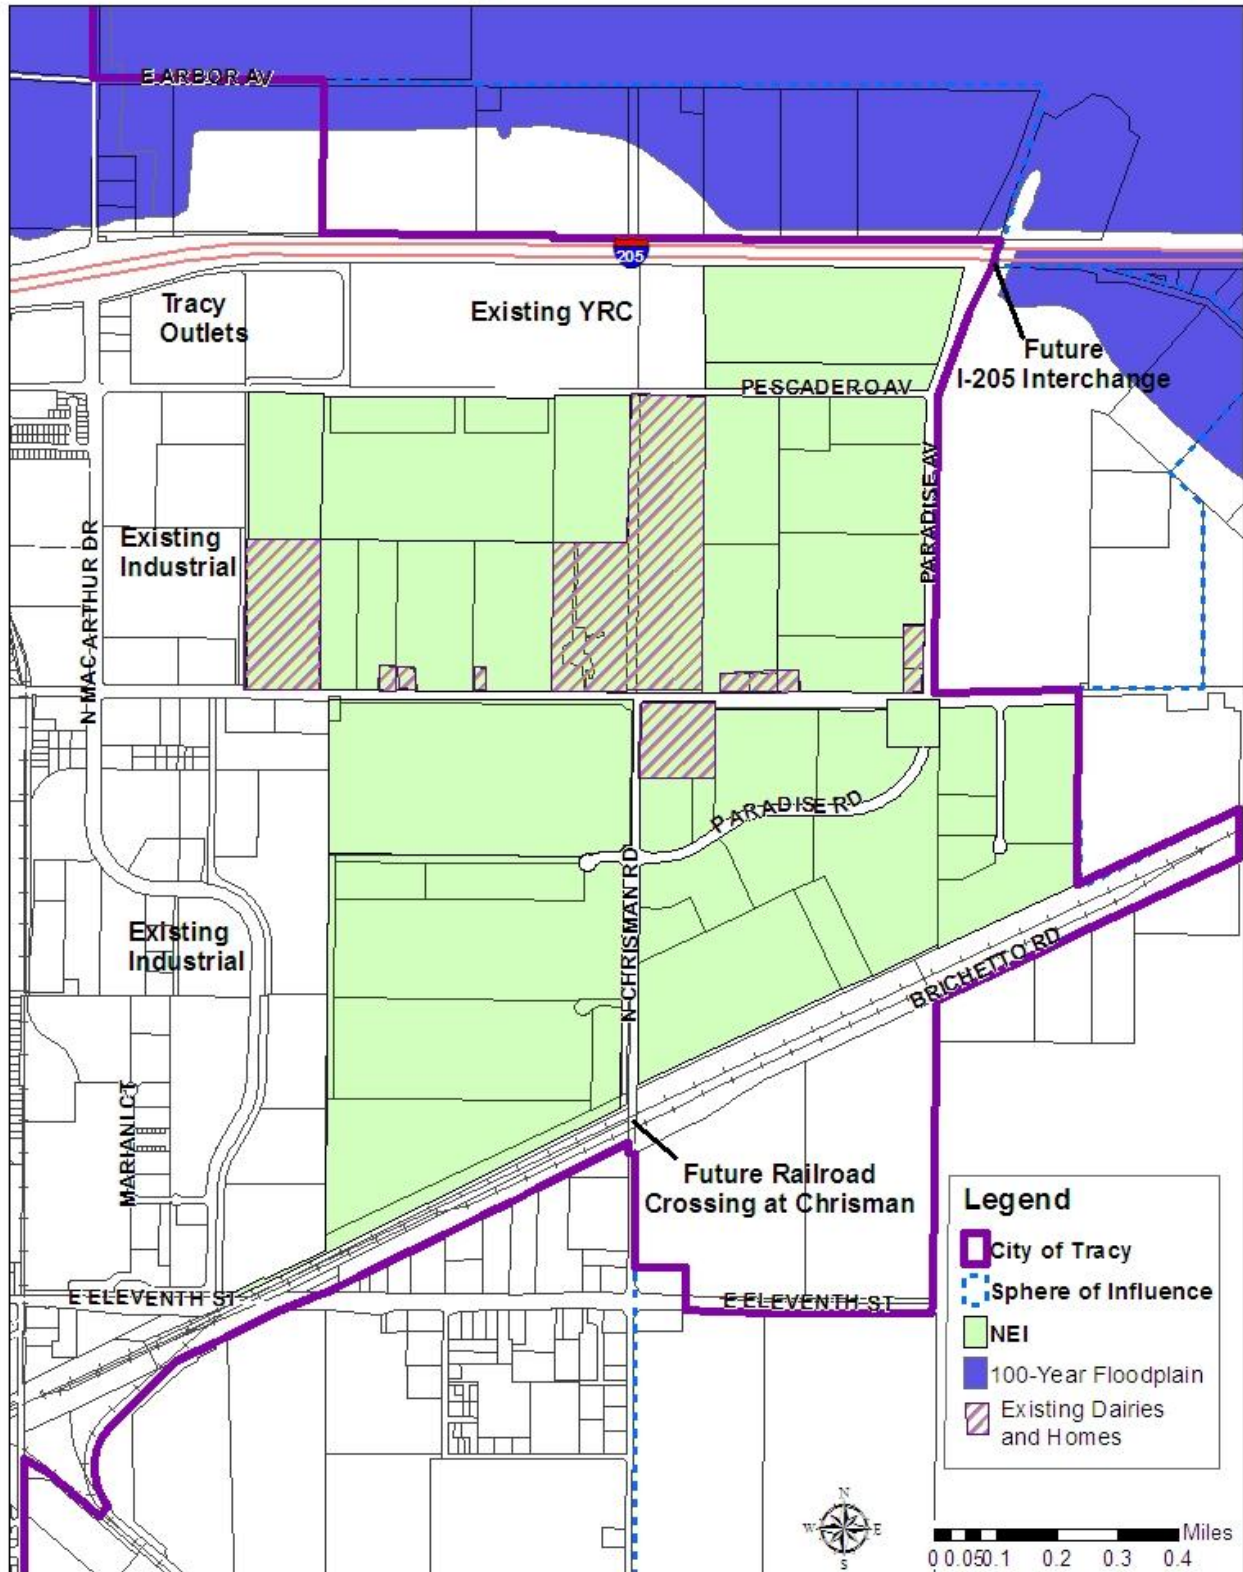 E ARBOR AV
205
Tracy
Outlets
Existing YRC
Future
I-205 Interchange
PESCADERO AV
PARADISE AV
Existing
Industrial
N MACARTHUR DR
PARADISE RD
N CHRISMAN RD
Existing
Industrial
BRICHETTO RD
MARIANI CT
Future Railroad
Crossing at Chrisman
E ELEVENTH ST
E ELEVENTH ST
Legend
City of Tracy
Sphere of Influence
NEI
100-Year Floodplain
Existing Dairies
and Homes
N
W E
S
Miles
0 0.05 0.1 0.2 0.3 0.4